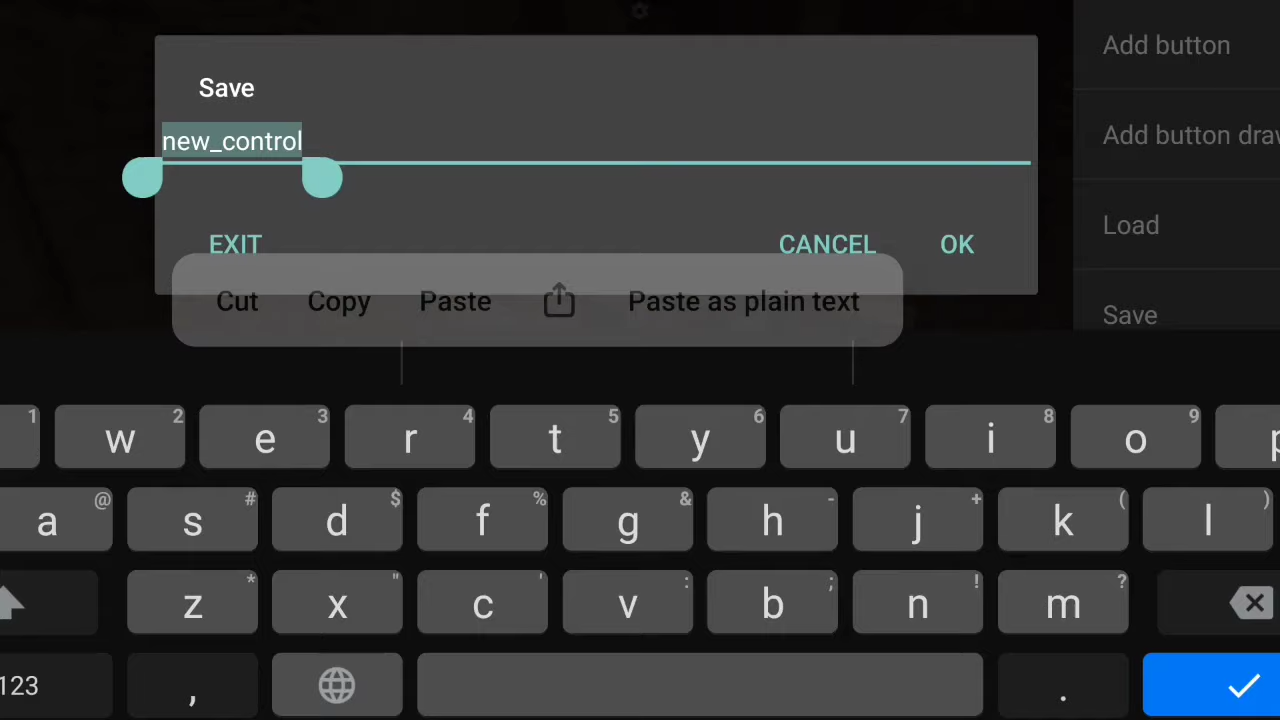 Add button
Save
Add button draw
new_control
Load
EXIT
CANCEL
OK
Cut
Copy
Paste
Paste as plain text
Save
1
w 2
e 3
r 4
t 5
y 6
u 7
i 8
o 9
p
a @
s #
d $
f %
g &
h -
j +
k (
l )
z *
x "
c '
v :
b ;
n !
m ?
123
,
.